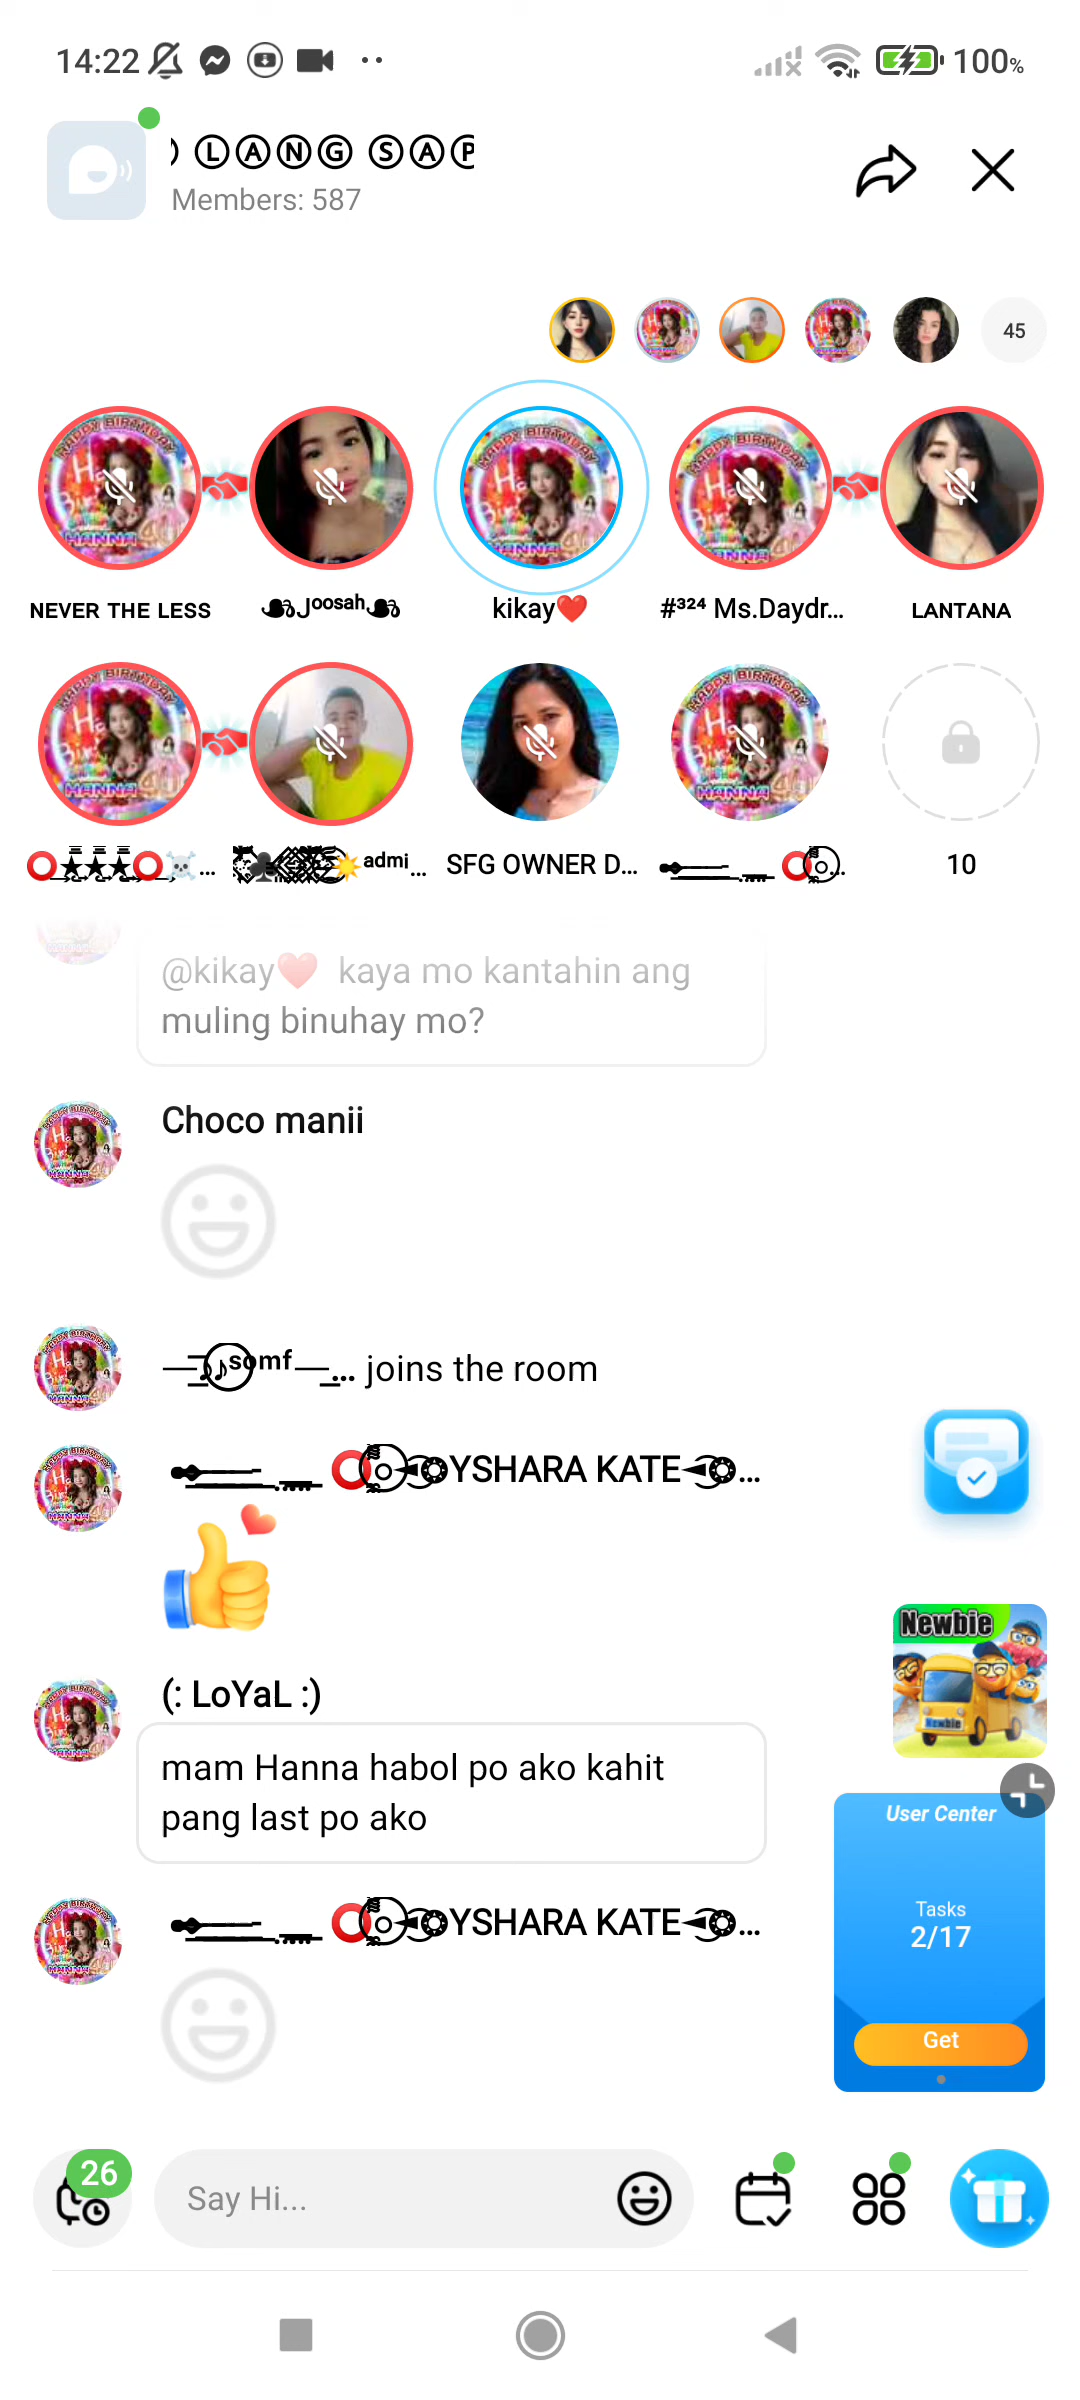 14:22
100%
Ⓛ Ⓐ Ⓝ Ⓖ Ⓢ Ⓐ Ⓟ
Members: 587
45
NEVER THE LESS
Joosah
kikay❤️
#³²⁴ Ms.Daydr...
LANTANA
⭕★★★⭕☠️...
☀️ᵃᵈᵐⁱ...
SFG OWNER D...
⭕...
10
@kikay❤️ kaya mo kantahin ang
muling binuhay mo?
Choco manii
♪ˢᵒᵐᶠ... joins the room
⭕YSHARA KATE...
(: LoYaL :)
mam Hanna habol po ako kahit
pang last po ako
⭕YSHARA KATE...
Newbie
Newbie
User Center
Tasks
2/17
Get
26
Say Hi...